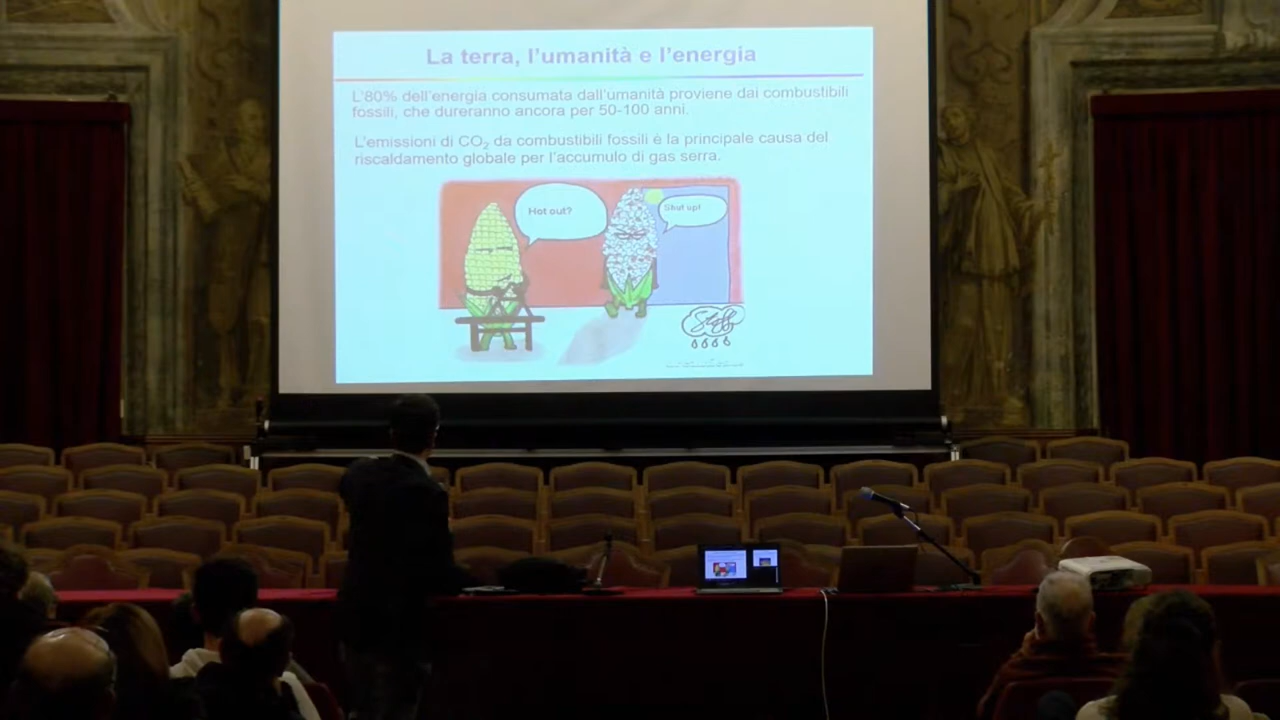 La terra, l'umanità e l'energia
L'80% dell'energia consumata dall'umanità proviene dai combustibili
fossili, che dureranno ancora per 50-100 anni.
L'emissioni di CO₂ da combustibili fossili è la principale causa del
riscaldamento globale per l'accumulo di gas serra.
Hot out?
Shut up!